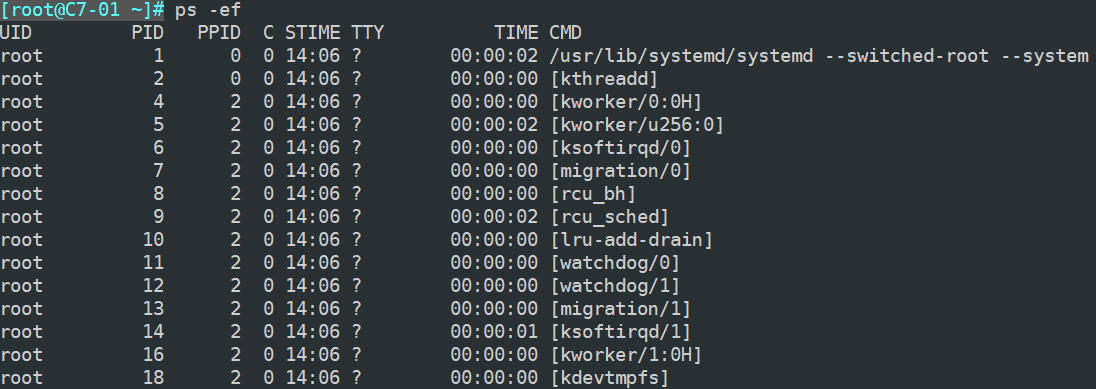 [root@C7-01 ~]# ps -ef
UID         PID   PPID  C STIME TTY          TIME CMD
root          1      0  0 14:06 ?        00:00:02 /usr/lib/systemd/systemd --switched-root --system
root          2      0  0 14:06 ?        00:00:00 [kthreadd]
root          4      2  0 14:06 ?        00:00:00 [kworker/0:0H]
root          5      2  0 14:06 ?        00:00:02 [kworker/u256:0]
root          6      2  0 14:06 ?        00:00:00 [ksoftirqd/0]
root          7      2  0 14:06 ?        00:00:00 [migration/0]
root          8      2  0 14:06 ?        00:00:00 [rcu_bh]
root          9      2  0 14:06 ?        00:00:02 [rcu_sched]
root         10      2  0 14:06 ?        00:00:00 [lru-add-drain]
root         11      2  0 14:06 ?        00:00:00 [watchdog/0]
root         12      2  0 14:06 ?        00:00:00 [watchdog/1]
root         13      2  0 14:06 ?        00:00:00 [migration/1]
root         14      2  0 14:06 ?        00:00:01 [ksoftirqd/1]
root         16      2  0 14:06 ?        00:00:00 [kworker/1:0H]
root         18      2  0 14:06 ?        00:00:00 [kdevtmpfs]